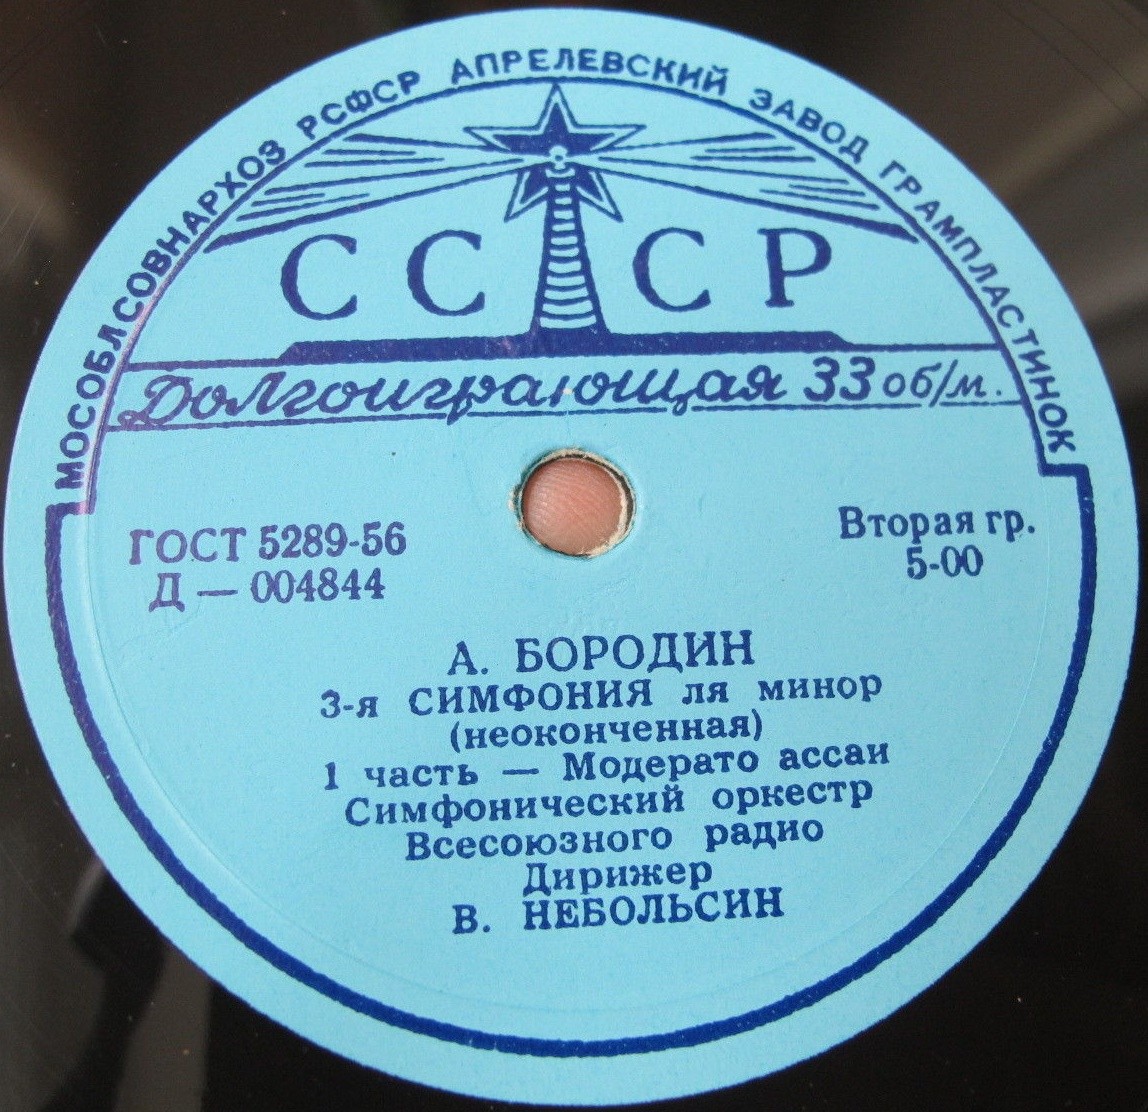 МОСОБЛСОВНАРХОЗ РСФСР АПРЕЛЕВСКИЙ ЗАВОД ГРАМПЛАСТИНОК
СССР
Долгоиграющая 33 об/м.
ГОСТ 5289-56
Д — 004844
Вторая гр.
5-00
А. БОРОДИН
3-я СИМФОНИЯ ля минор
(неоконченная)
1 часть — Модерато ассаи
Симфонический оркестр
Всесоюзного радио
Дирижер
В. НЕБОЛЬСИН